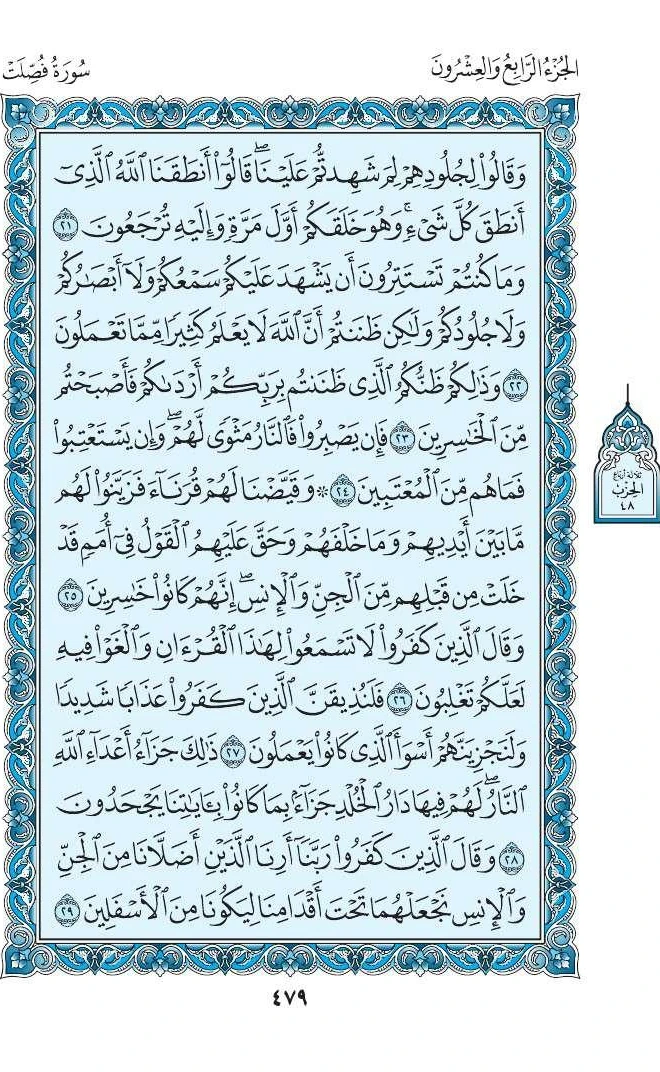 الجُزْءُ الرَّابِعُ وَالعِشْرُونَ
سُورَةُ فُصِّلَتْ
وَقَالُوا۟ لِجُلُودِهِمْ لِمَ شَهِدتُّمْ عَلَيْنَا ۖ قَالُوٓا۟ أَنطَقَنَا ٱللَّهُ ٱلَّذِىٓ
أَنطَقَ كُلَّ شَىْءٍ ۚ وَهُوَ خَلَقَكُمْ أَوَّلَ مَرَّةٍ وَإِلَيْهِ تُرْجَعُونَ ٢١
وَمَا كُنتُمْ تَسْتَتِرُونَ أَن يَشْهَدَ عَلَيْكُمْ سَمْعُكُمْ وَلَآ أَبْصَـٰرُكُمْ
وَلَا جُلُودُكُمْ وَلَـٰكِن ظَنَنتُمْ أَنَّ ٱللَّهَ لَا يَعْلَمُ كَثِيرًا مِّمَّا تَعْمَلُونَ
٢٢ وَذَٰلِكُمْ ظَنُّكُمُ ٱلَّذِى ظَنَنتُم بِرَبِّكُمْ أَرْدَىٰكُمْ فَأَصْبَحْتُم
مِّنَ ٱلْخَـٰسِرِينَ ٢٣ فَإِن يَصْبِرُوا۟ فَٱلنَّارُ مَثْوًى لَّهُمْ ۖ وَإِن يَسْتَعْتِبُوا۟
فَمَا هُم مِّنَ ٱلْمُعْتَبِينَ ٢٤ ۞ وَقَيَّضْنَا لَهُمْ قُرَنَآءَ فَزَيَّنُوا۟ لَهُم
مَّا بَيْنَ أَيْدِيهِمْ وَمَا خَلْفَهُمْ وَحَقَّ عَلَيْهِمُ ٱلْقَوْلُ فِىٓ أُمَمٍ قَدْ
خَلَتْ مِن قَبْلِهِم مِّنَ ٱلْجِنِّ وَٱلْإِنسِ ۖ إِنَّهُمْ كَانُوا۟ خَـٰسِرِينَ ٢٥
وَقَالَ ٱلَّذِينَ كَفَرُوا۟ لَا تَسْمَعُوا۟ لِهَـٰذَا ٱلْقُرْءَانِ وَٱلْغَوْا۟ فِيهِ
لَعَلَّكُمْ تَغْلِبُونَ ٢٦ فَلَنُذِيقَنَّ ٱلَّذِينَ كَفَرُوا۟ عَذَابًا شَدِيدًا
وَلَنَجْزِيَنَّهُمْ أَسْوَأَ ٱلَّذِى كَانُوا۟ يَعْمَلُونَ ٢٧ ذَٰلِكَ جَزَآءُ أَعْدَآءِ ٱللَّهِ
ٱلنَّارُ ۖ لَهُمْ فِيهَا دَارُ ٱلْخُلْدِ ۖ جَزَآءًۢ بِمَا كَانُوا۟ بِـَٔايَـٰتِنَا يَجْحَدُونَ
٢٨ وَقَالَ ٱلَّذِينَ كَفَرُوا۟ رَبَّنَآ أَرِنَا ٱلَّذَيْنِ أَضَلَّانَا مِنَ ٱلْجِنِّ
وَٱلْإِنسِ نَجْعَلْهُمَا تَحْتَ أَقْدَامِنَا لِيَكُونَا مِنَ ٱلْأَسْفَلِينَ ٢٩
ثلاثة أرباع
الحزب
٤٨
٤٧٩